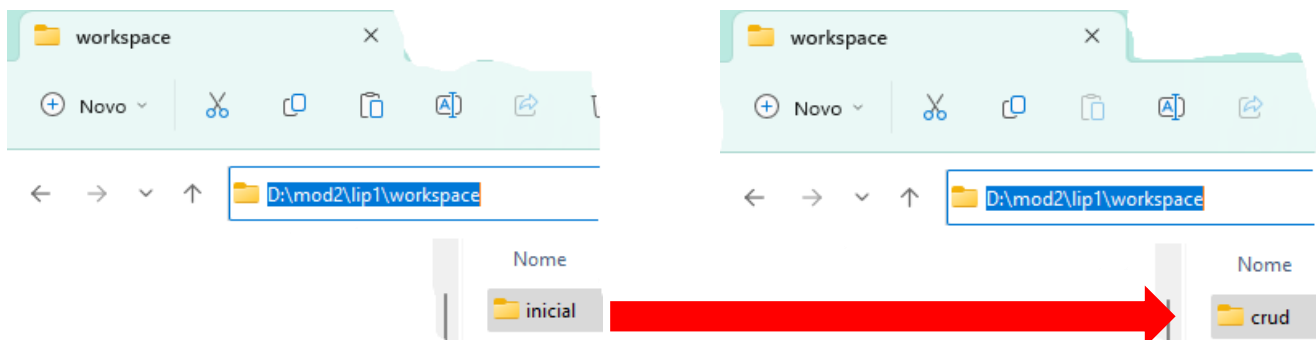 workspace
Novo
D:\mod2\lip1\workspace
Nome
inicial
workspace
Novo
D:\mod2\lip1\workspace
Nome
crud